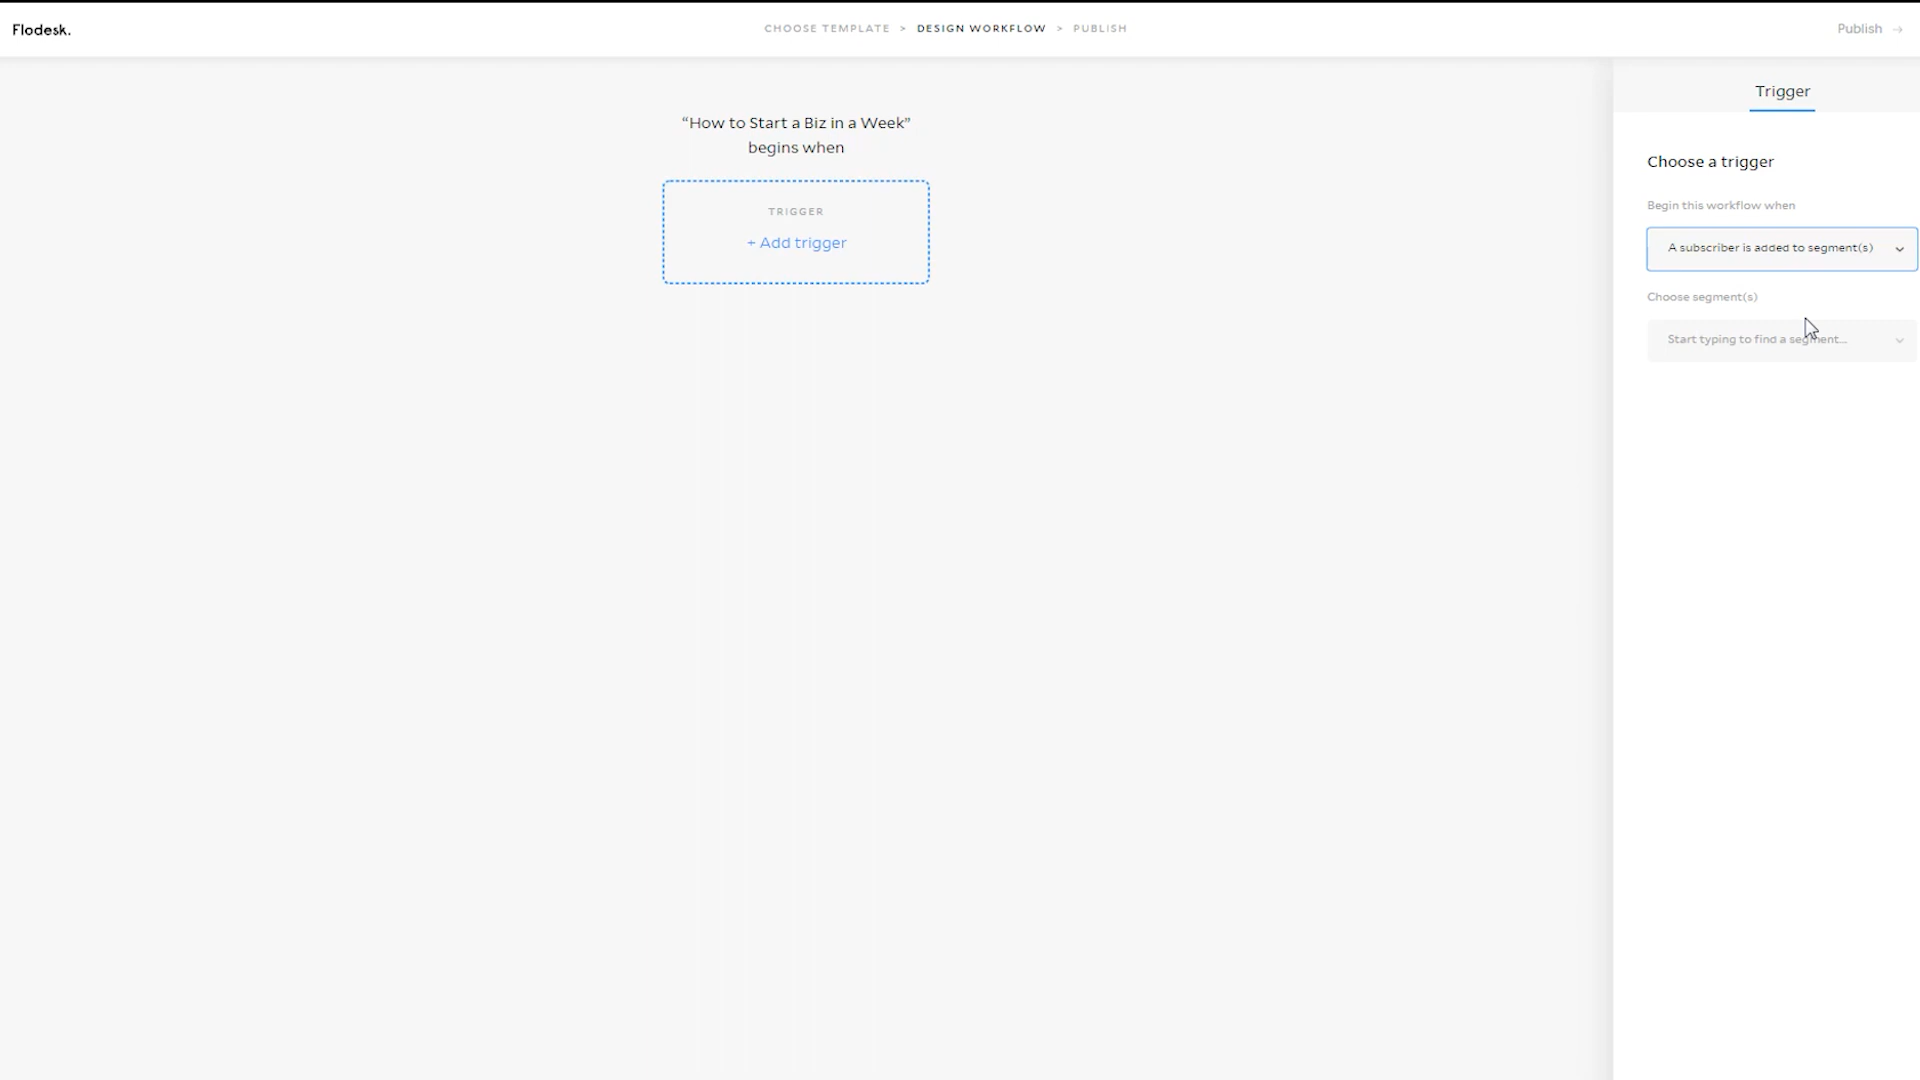 Flodesk.
CHOOSE TEMPLATE > DESIGN WORKFLOW > PUBLISH
Publish →
“How to Start a Biz in a Week”
begins when
TRIGGER
+ Add trigger
Trigger
Choose a trigger
Begin this workflow when
A subscriber is added to segment(s)
Choose segment(s)
Start typing to find a segment...